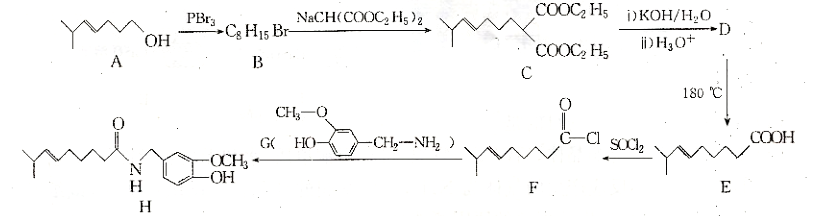 OH
A
PBr₃
C₈H₁₅Br
B
NaCH(COOC₂H₅)₂
COOC₂H₅
COOC₂H₅
C
ⅰ)KOH/H₂O
ⅱ)H₃O⁺
D
180 ℃
COOH
E
SOCl₂
O
C—Cl
F
G(
CH₃—O
HO
CH₂—NH₂
)
O
N
H
OCH₃
OH
H